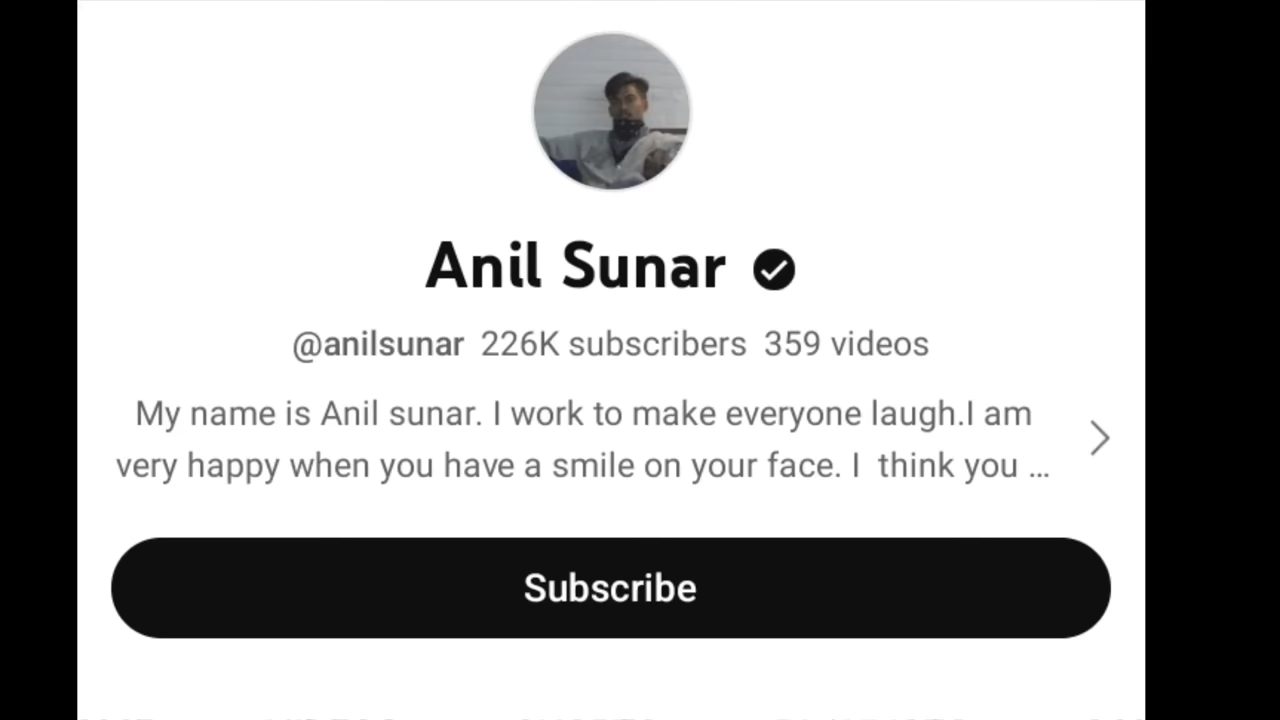 Anil Sunar
@anilsunar 226K subscribers 359 videos
My name is Anil sunar. I work to make everyone laugh.I am
very happy when you have a smile on your face. I  think you ...
Subscribe